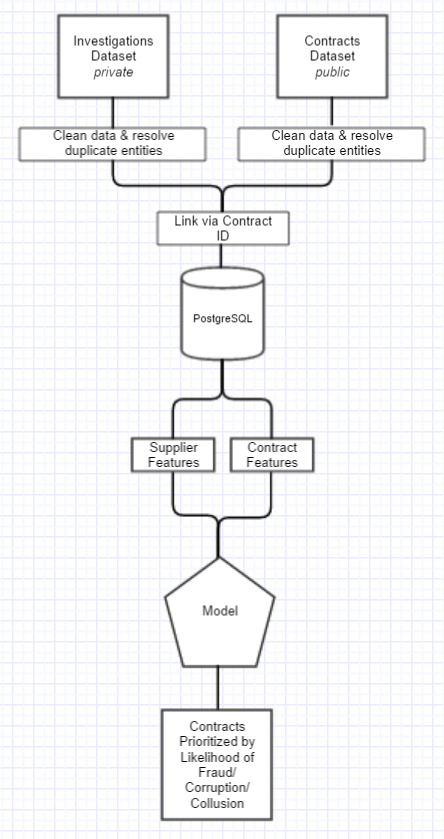 Investigations
Dataset
private
Contracts
Dataset
public
Clean data & resolve
duplicate entities
Clean data & resolve
duplicate entities
Link via Contract
ID
PostgreSQL
Supplier
Features
Contract
Features
Model
Contracts
Prioritized by
Likelihood of
Fraud/
Corruption/
Collusion